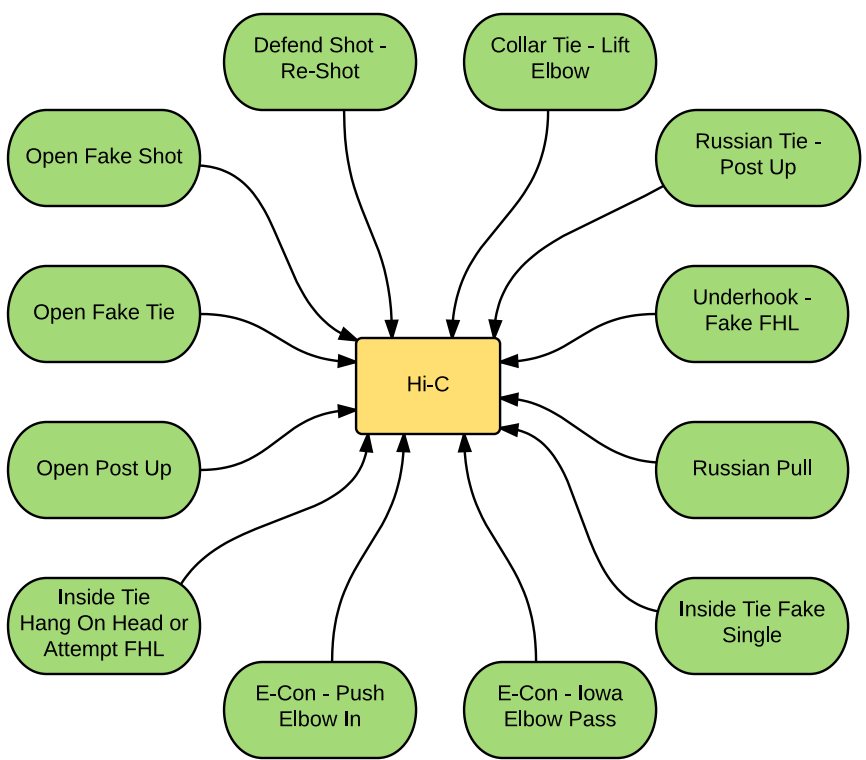 Defend Shot -
Re-Shot
Collar Tie - Lift
Elbow
Open Fake Shot
Russian Tie -
Post Up
Open Fake Tie
Underhook -
Fake FHL
Hi-C
Open Post Up
Russian Pull
Inside Tie
Hang On Head or
Attempt FHL
Inside Tie Fake
Single
E-Con - Push
Elbow In
E-Con - Iowa
Elbow Pass